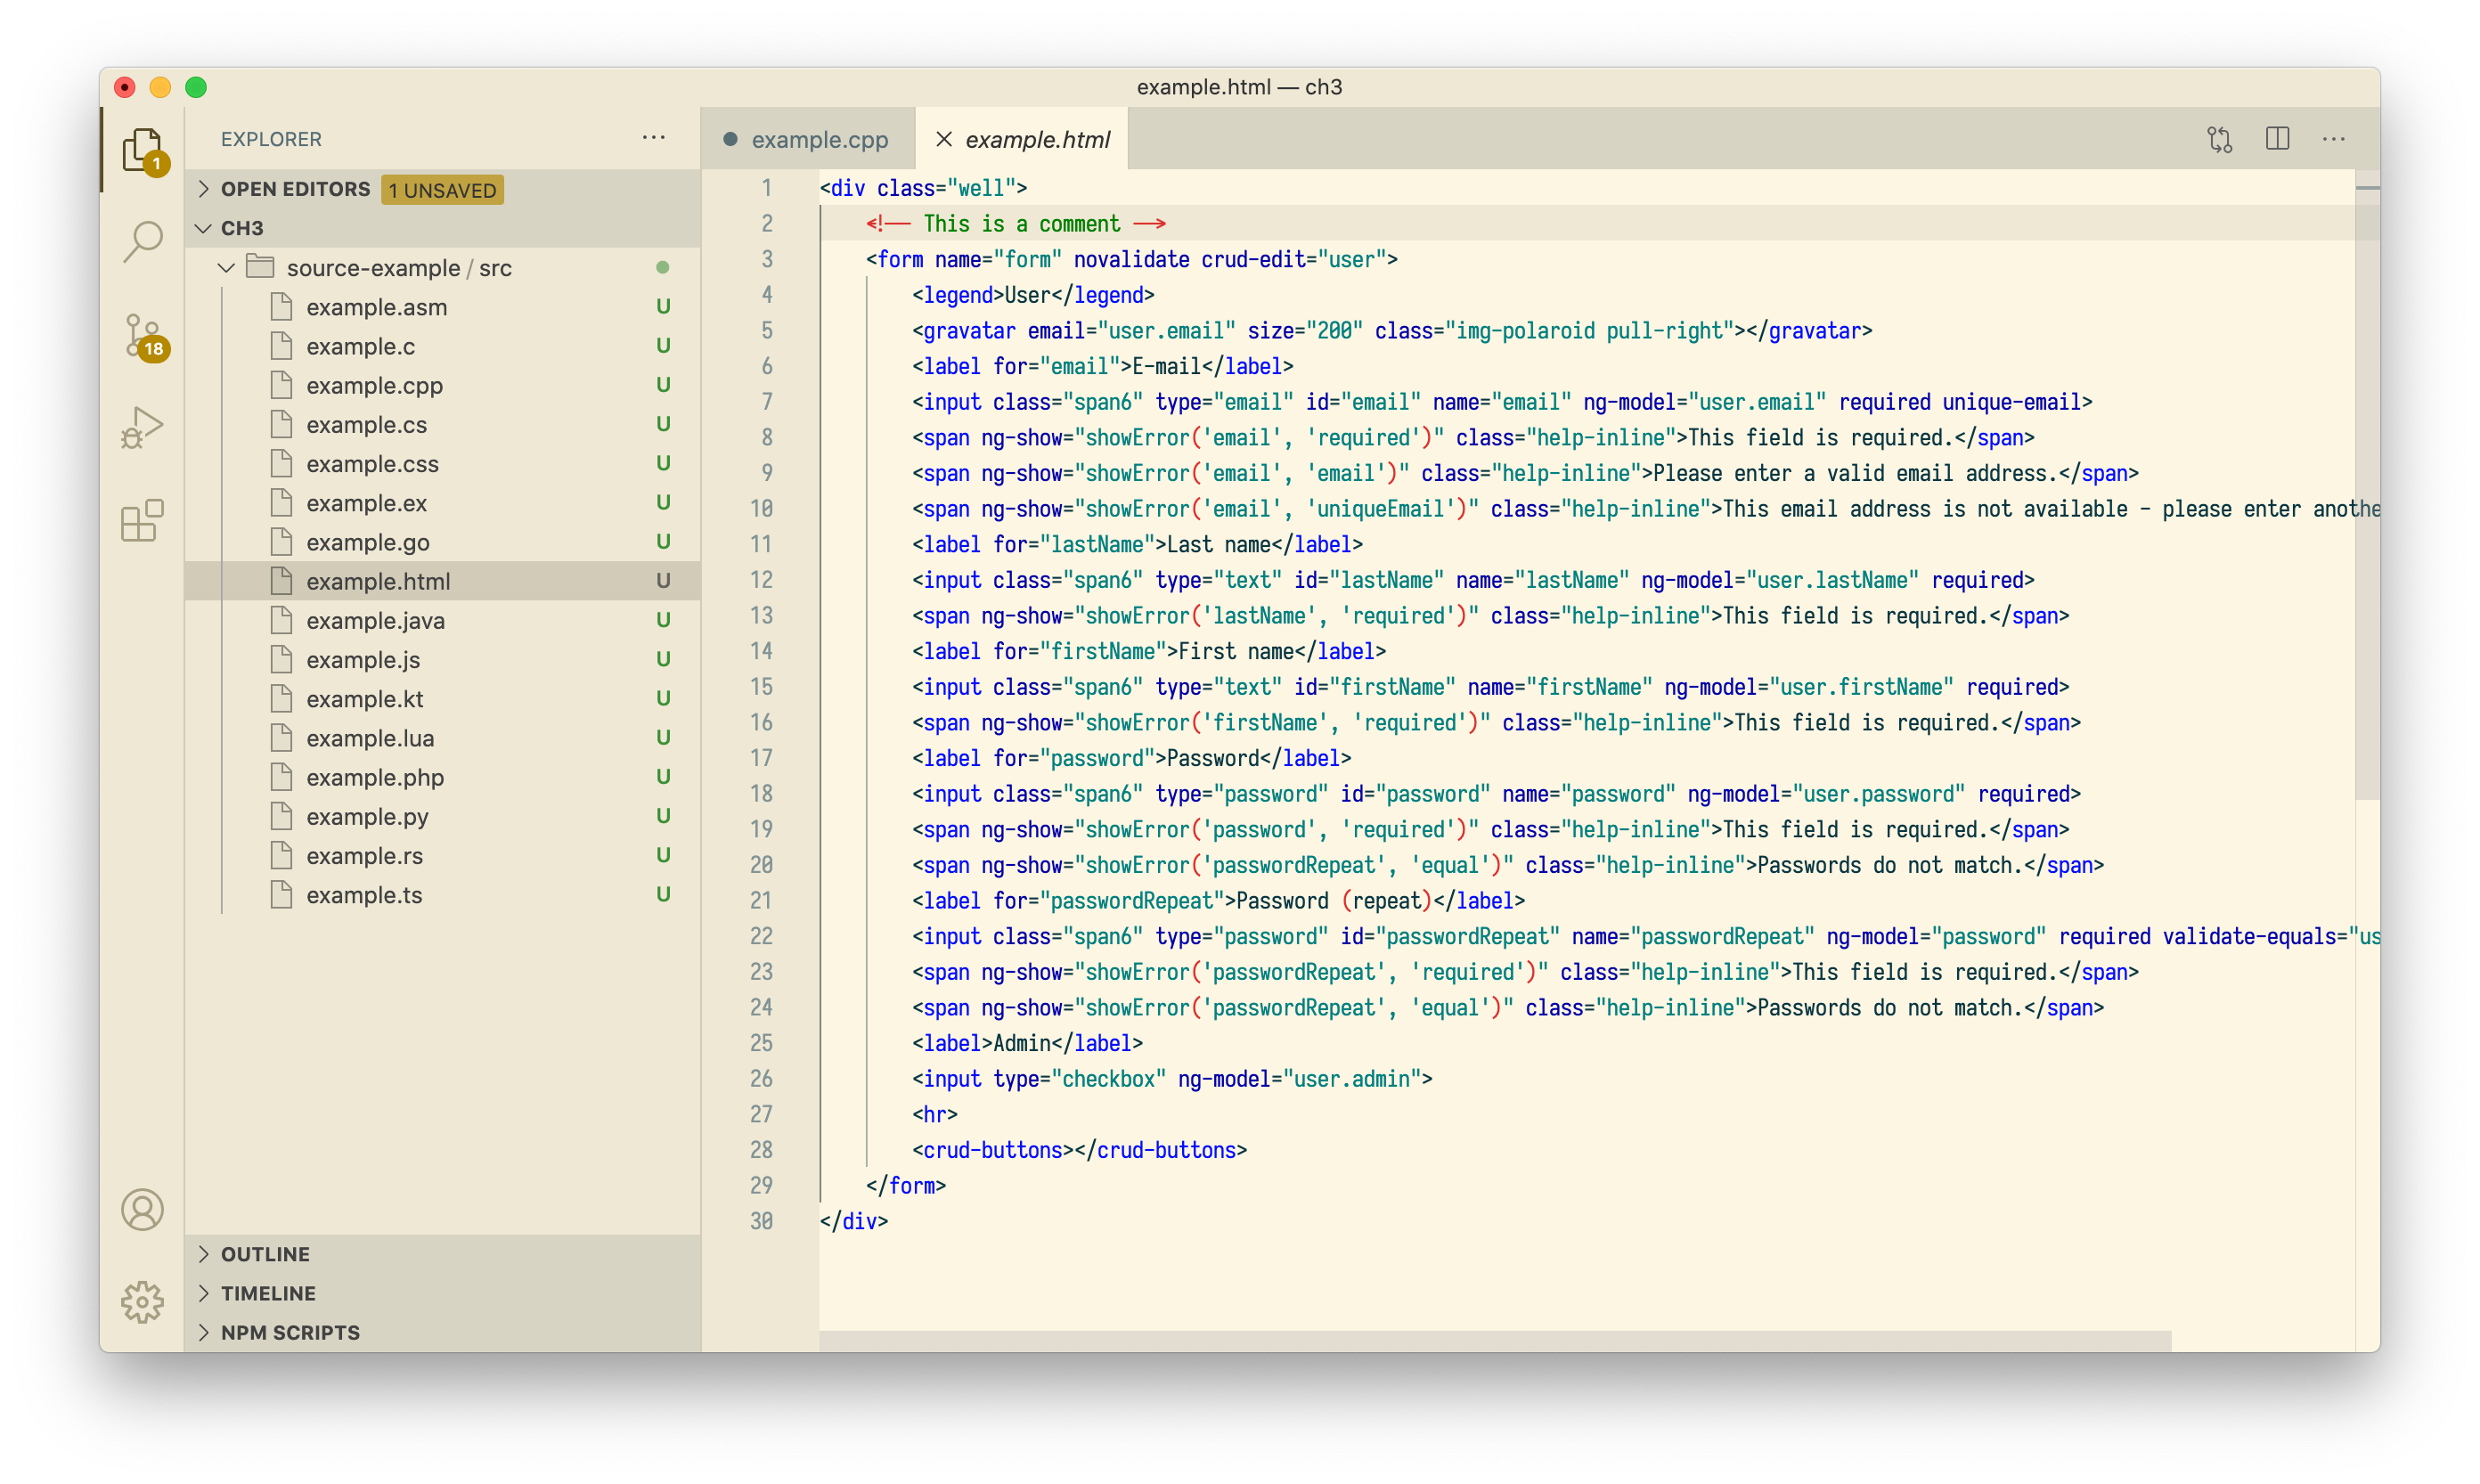 example.html — ch3
EXPLORER
1
OPEN EDITORS 1 UNSAVED
CH3
source-example / src
example.asm U
example.c U
18
example.cpp U
example.cs U
example.css U
example.ex U
example.go U
example.html U
example.java U
example.js U
example.kt U
example.lua U
example.php U
example.py U
example.rs U
example.ts U
OUTLINE
TIMELINE
NPM SCRIPTS
example.cpp
example.html
1 <div class="well">
2 <!-- This is a comment -->
3 <form name="form" novalidate crud-edit="user">
4 <legend>User</legend>
5 <gravatar email="user.email" size="200" class="img-polaroid pull-right"></gravatar>
6 <label for="email">E-mail</label>
7 <input class="span6" type="email" id="email" name="email" ng-model="user.email" required unique-email>
8 <span ng-show="showError('email', 'required')" class="help-inline">This field is required.</span>
9 <span ng-show="showError('email', 'email')" class="help-inline">Please enter a valid email address.</span>
10 <span ng-show="showError('email', 'uniqueEmail')" class="help-inline">This email address is not available - please enter anothe
11 <label for="lastName">Last name</label>
12 <input class="span6" type="text" id="lastName" name="lastName" ng-model="user.lastName" required>
13 <span ng-show="showError('lastName', 'required')" class="help-inline">This field is required.</span>
14 <label for="firstName">First name</label>
15 <input class="span6" type="text" id="firstName" name="firstName" ng-model="user.firstName" required>
16 <span ng-show="showError('firstName', 'required')" class="help-inline">This field is required.</span>
17 <label for="password">Password</label>
18 <input class="span6" type="password" id="password" name="password" ng-model="user.password" required>
19 <span ng-show="showError('password', 'required')" class="help-inline">This field is required.</span>
20 <span ng-show="showError('passwordRepeat', 'equal')" class="help-inline">Passwords do not match.</span>
21 <label for="passwordRepeat">Password (repeat)</label>
22 <input class="span6" type="password" id="passwordRepeat" name="passwordRepeat" ng-model="password" required validate-equals="us
23 <span ng-show="showError('passwordRepeat', 'required')" class="help-inline">This field is required.</span>
24 <span ng-show="showError('passwordRepeat', 'equal')" class="help-inline">Passwords do not match.</span>
25 <label>Admin</label>
26 <input type="checkbox" ng-model="user.admin">
27 <hr>
28 <crud-buttons></crud-buttons>
29 </form>
30 </div>